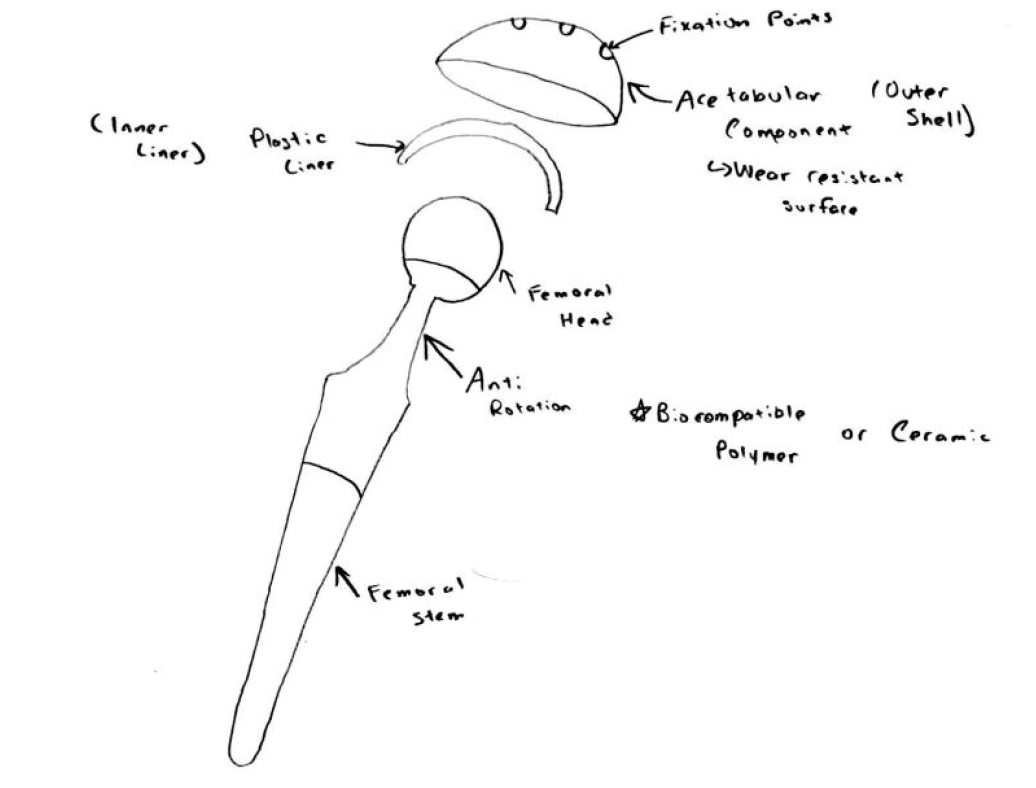 Fixation Points
Acetabular (Outer
Component Shell)
↳Wear resistant
surface
(Inner Plastic
Liner) Liner
Femoral
Head
Anti
Rotation
☆Biocompatible or Ceramic
Polymer
Femoral
Stem